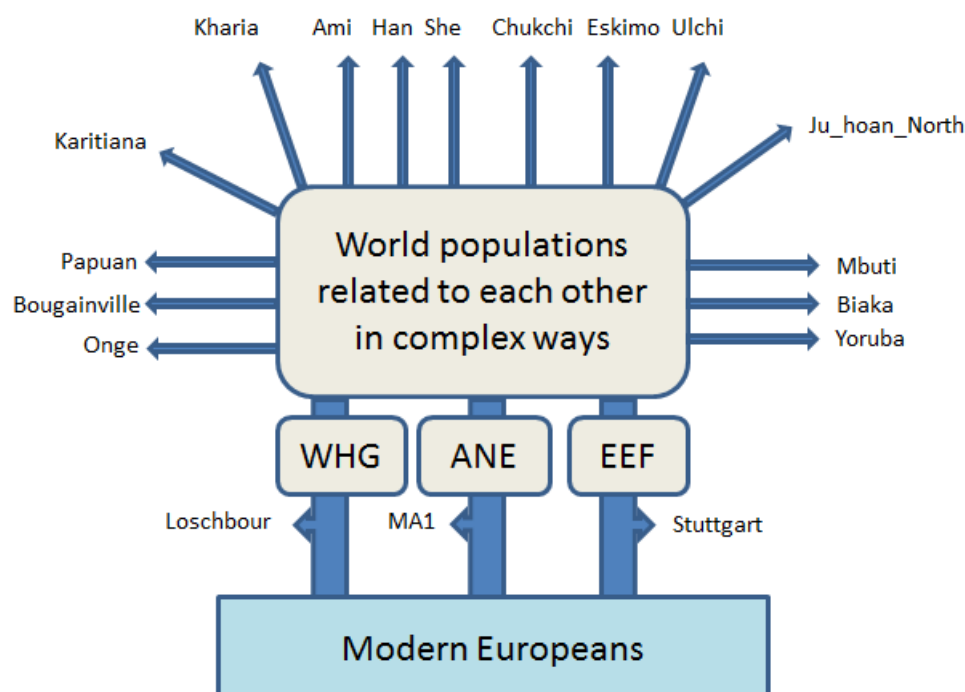 Kharia Ami Han She Chukchi Eskimo Ulchi
Ju_hoan_North
Karitiana
World populations
related to each other
in complex ways
Papuan
Bougainville
Onge
Mbuti
Biaka
Yoruba
WHG ANE EEF
Loschbour MA1 Stuttgart
Modern Europeans